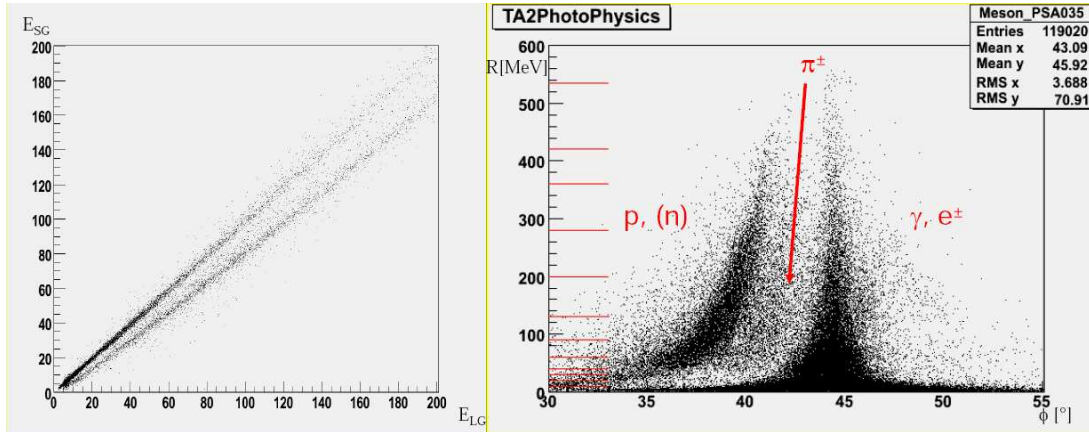 E_SG
200
180
160
140
120
100
80
60
40
20
0
0 20 40 60 80 100 120 140 160 180 200
E_LG
TA2PhotoPhysics
Meson_PSA035
Entries 119020
Mean x 43.09
Mean y 45.92
RMS x 3.688
RMS y 70.91
R[MeV]
600
500
400
300
200
100
0
π±
p, (n)
γ, e±
30 35 40 45 50 55
ϕ [°]